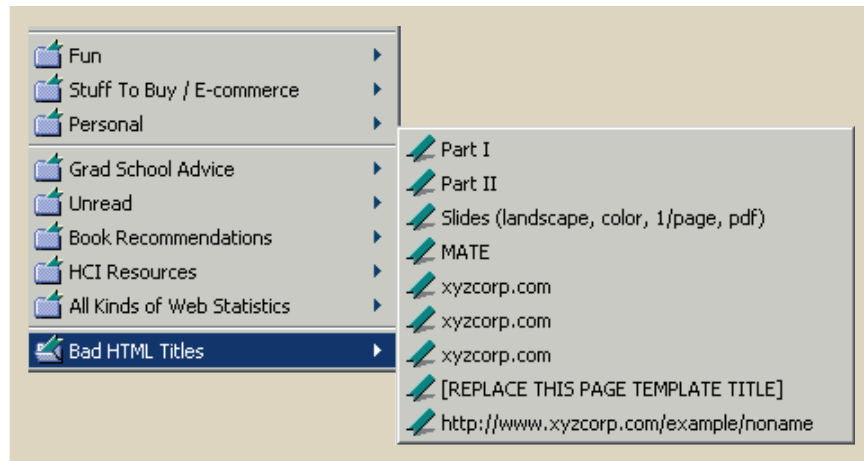 Fun
Stuff To Buy / E-commerce
Personal
Grad School Advice
Unread
Book Recommendations
HCI Resources
All Kinds of Web Statistics
Bad HTML Titles
Part I
Part II
Slides (landscape, color, 1/page, pdf)
MATE
xyzcorp.com
xyzcorp.com
xyzcorp.com
[REPLACE THIS PAGE TEMPLATE TITLE]
http://www.xyzcorp.com/example/noname